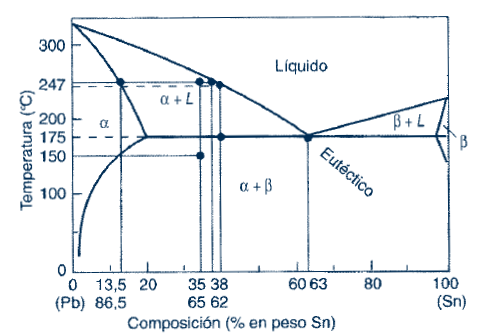 Temperatura (ºC)
300
247
200
175
150
100
0
Líquido
α + L
α
β + L
β
Eutéctico
α + β
0 13,5 20 35 38 60 63 80 100
(Pb) 86,5 65 62 (Sn)
Composición (% en peso Sn)